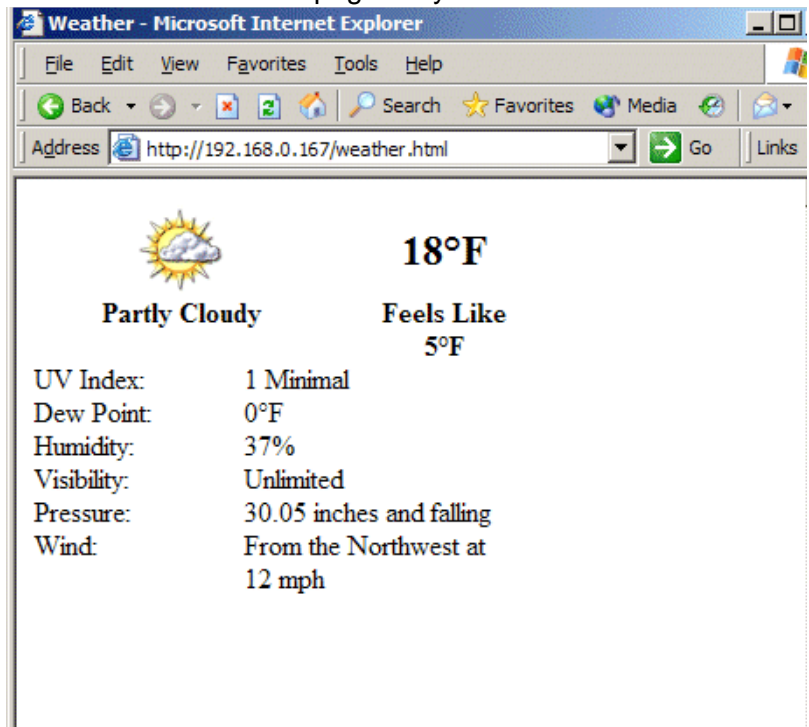 Weather - Microsoft Internet Explorer
File Edit View Favorites Tools Help
Back Search Favorites Media
Address http://192.168.0.167/weather.html Go Links
18°F
Partly Cloudy Feels Like
5°F
UV Index: 1 Minimal
Dew Point: 0°F
Humidity: 37%
Visibility: Unlimited
Pressure: 30.05 inches and falling
Wind: From the Northwest at
12 mph